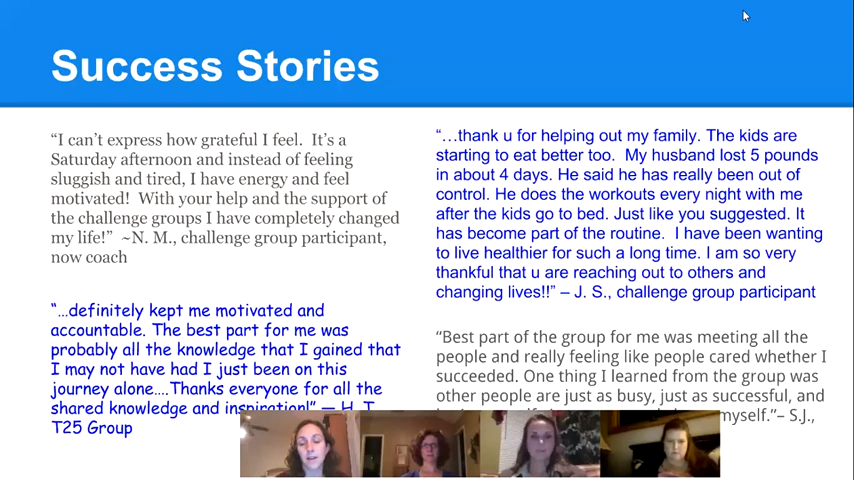 Success Stories
“I can’t express how grateful I feel. It’s a
Saturday afternoon and instead of feeling
sluggish and tired, I have energy and feel
motivated! With your help and the support of
the challenge groups I have completely changed
my life!” ~N. M., challenge group participant,
now coach
“…definitely kept me motivated and
accountable. The best part for me was
probably all the knowledge that I gained that
I may not have had I just been on this
journey alone….Thanks everyone for all the
shared knowledge and inspiration!” — H. T.
T25 Group
“…thank u for helping out my family. The kids are
starting to eat better too. My husband lost 5 pounds
in about 4 days. He said he has really been out of
control. He does the workouts every night with me
after the kids go to bed. Just like you suggested. It
has become part of the routine. I have been wanting
to live healthier for such a long time. I am so very
thankful that u are reaching out to others and
changing lives!!” – J. S., challenge group participant
“Best part of the group for me was meeting all the
people and really feeling like people cared whether I
succeeded. One thing I learned from the group was
other people are just as busy, just as successful, and
myself.”– S.J.,